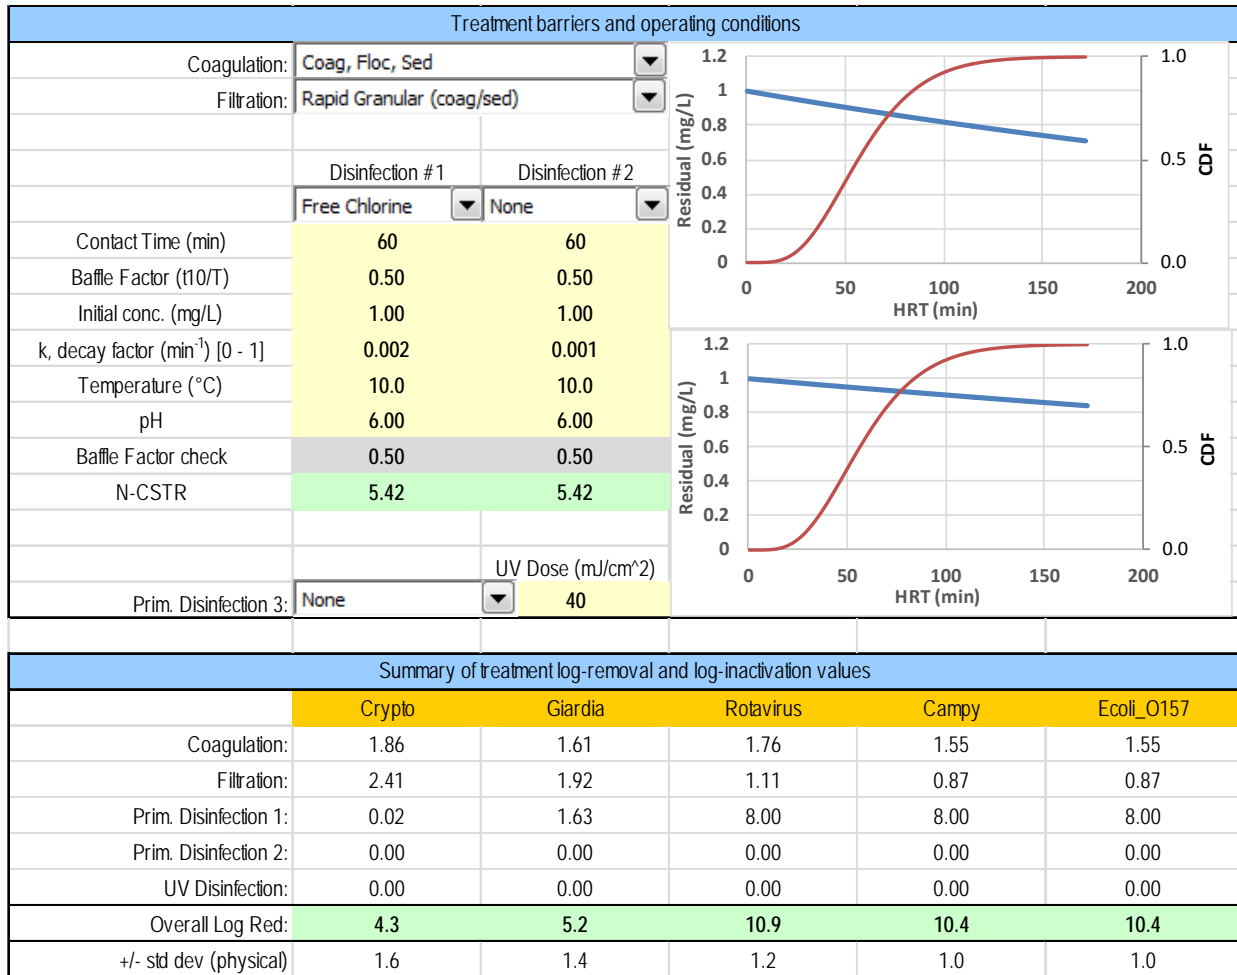 Treatment barriers and operating conditions
Coagulation: Coag, Floc, Sed
Filtration: Rapid Granular (coag/sed)
Disinfection #1 Disinfection #2
Free Chlorine None
Contact Time (min) 60 60
Baffle Factor (t10/T) 0.50 0.50
Initial conc. (mg/L) 1.00 1.00
k, decay factor (min-1) [0 - 1] 0.002 0.001
Temperature (°C) 10.0 10.0
pH 6.00 6.00
Baffle Factor check 0.50 0.50
N-CSTR 5.42 5.42
UV Dose (mJ/cm^2)
Prim. Disinfection 3: None 40
1.2 1.0
1
0.8
0.6 0.5
0.4
0.2
0 0.0
Residual (mg/L)
CDF
0 50 100 150 200
HRT (min)
1.2 1.0
1
0.8
0.6 0.5
0.4
0.2
0 0.0
Residual (mg/L)
CDF
0 50 100 150 200
HRT (min)
Summary of treatment log-removal and log-inactivation values
Crypto Giardia Rotavirus Campy Ecoli_O157
Coagulation: 1.86 1.61 1.76 1.55 1.55
Filtration: 2.41 1.92 1.11 0.87 0.87
Prim. Disinfection 1: 0.02 1.63 8.00 8.00 8.00
Prim. Disinfection 2: 0.00 0.00 0.00 0.00 0.00
UV Disinfection: 0.00 0.00 0.00 0.00 0.00
Overall Log Red: 4.3 5.2 10.9 10.4 10.4
+/- std dev (physical) 1.6 1.4 1.2 1.0 1.0